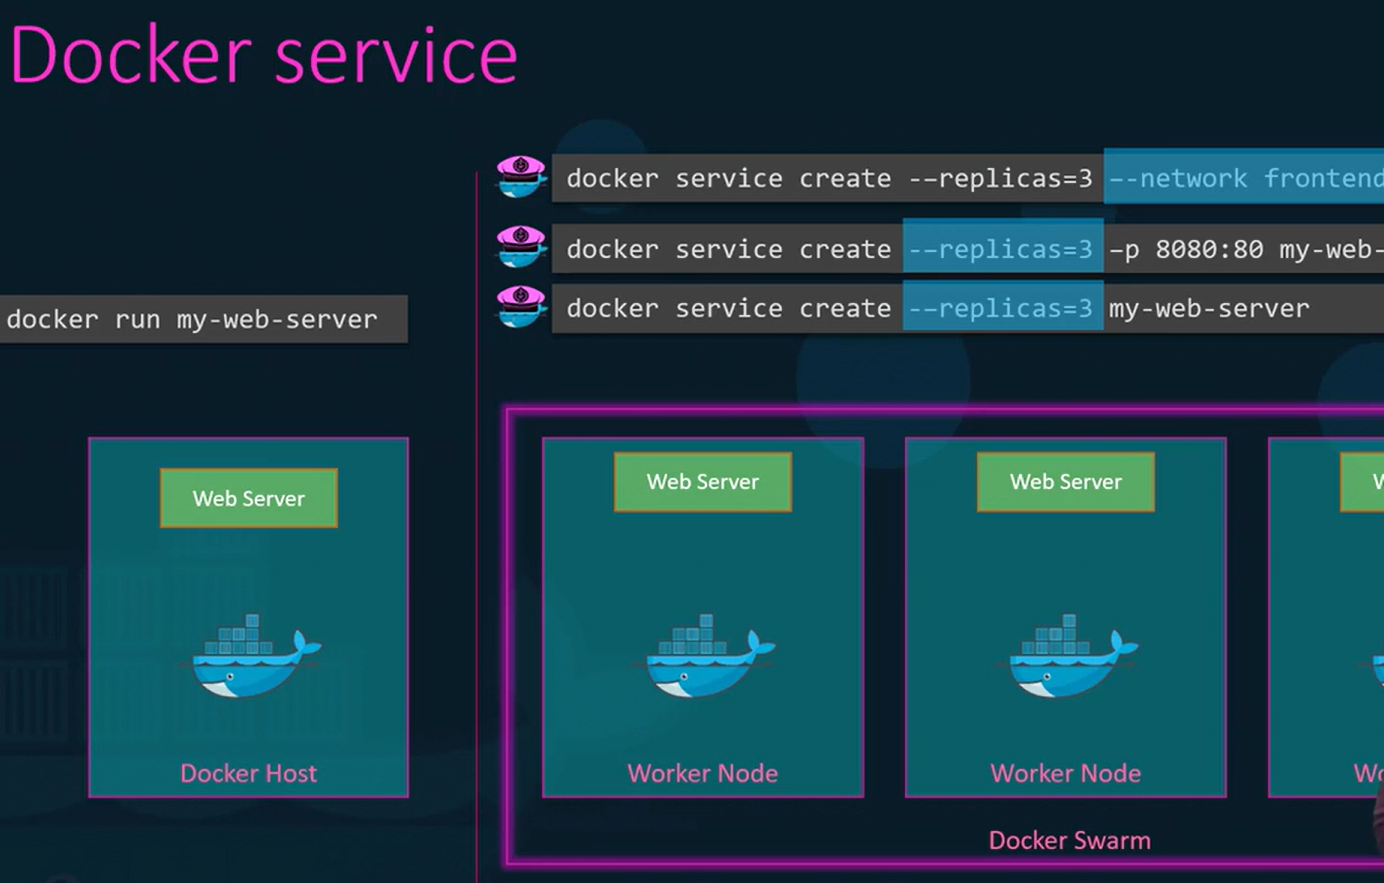 Docker service
docker run my-web-server
Web Server
Docker Host
docker service create --replicas=3 --network frontend
docker service create --replicas=3 –p 8080:80 my-web-
docker service create --replicas=3 my-web-server
Web Server
Web Server
Worker Node
Worker Node
Docker Swarm